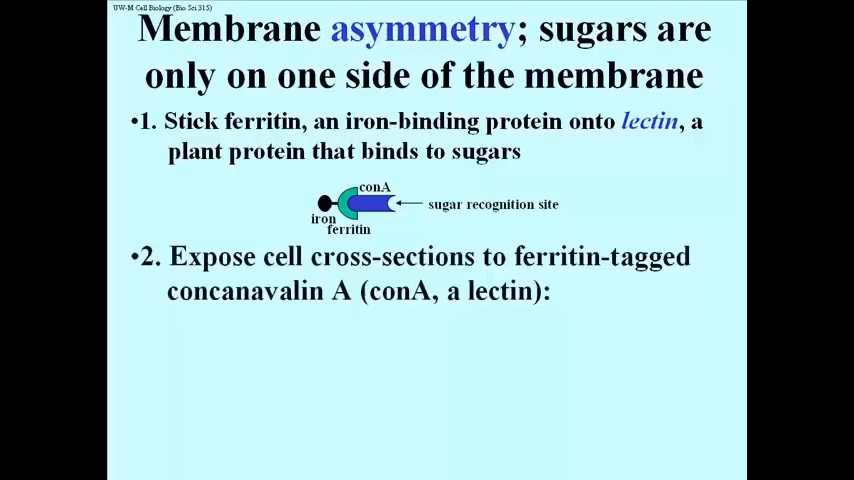 UW-M Cell Biology (Bio Sci 315)
Membrane asymmetry; sugars are
only on one side of the membrane
•1. Stick ferritin, an iron-binding protein onto lectin, a
plant protein that binds to sugars
conA
sugar recognition site
iron
ferritin
•2. Expose cell cross-sections to ferritin-tagged
concanavalin A (conA, a lectin):